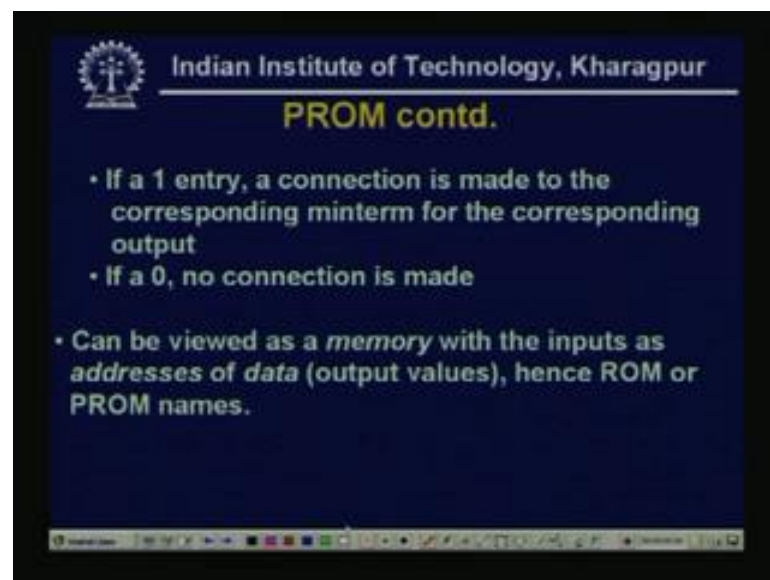 Indian Institute of Technology, Kharagpur
PROM contd.
• If a 1 entry, a connection is made to the
corresponding minterm for the corresponding
output
• If a 0, no connection is made
• Can be viewed as a memory with the inputs as
addresses of data (output values), hence ROM or
PROM names.